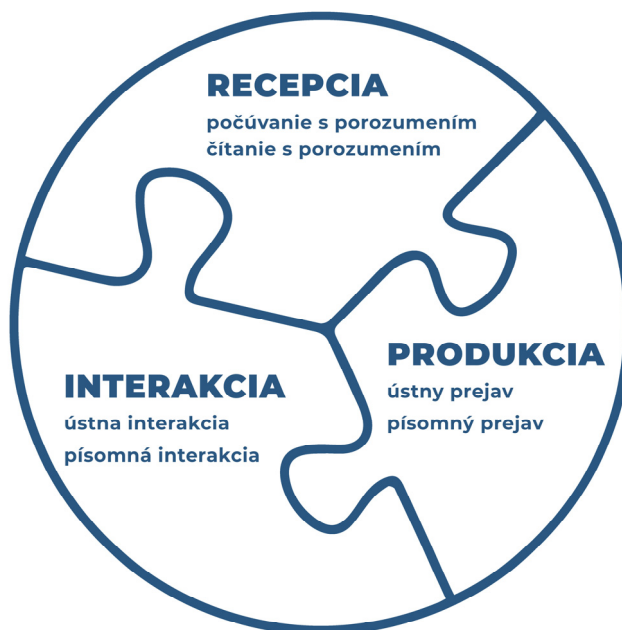 RECEPCIA
počúvanie s porozumením
čítanie s porozumením
INTERAKCIA
ústna interakcia
písomná interakcia
PRODUKCIA
ústny prejav
písomný prejav